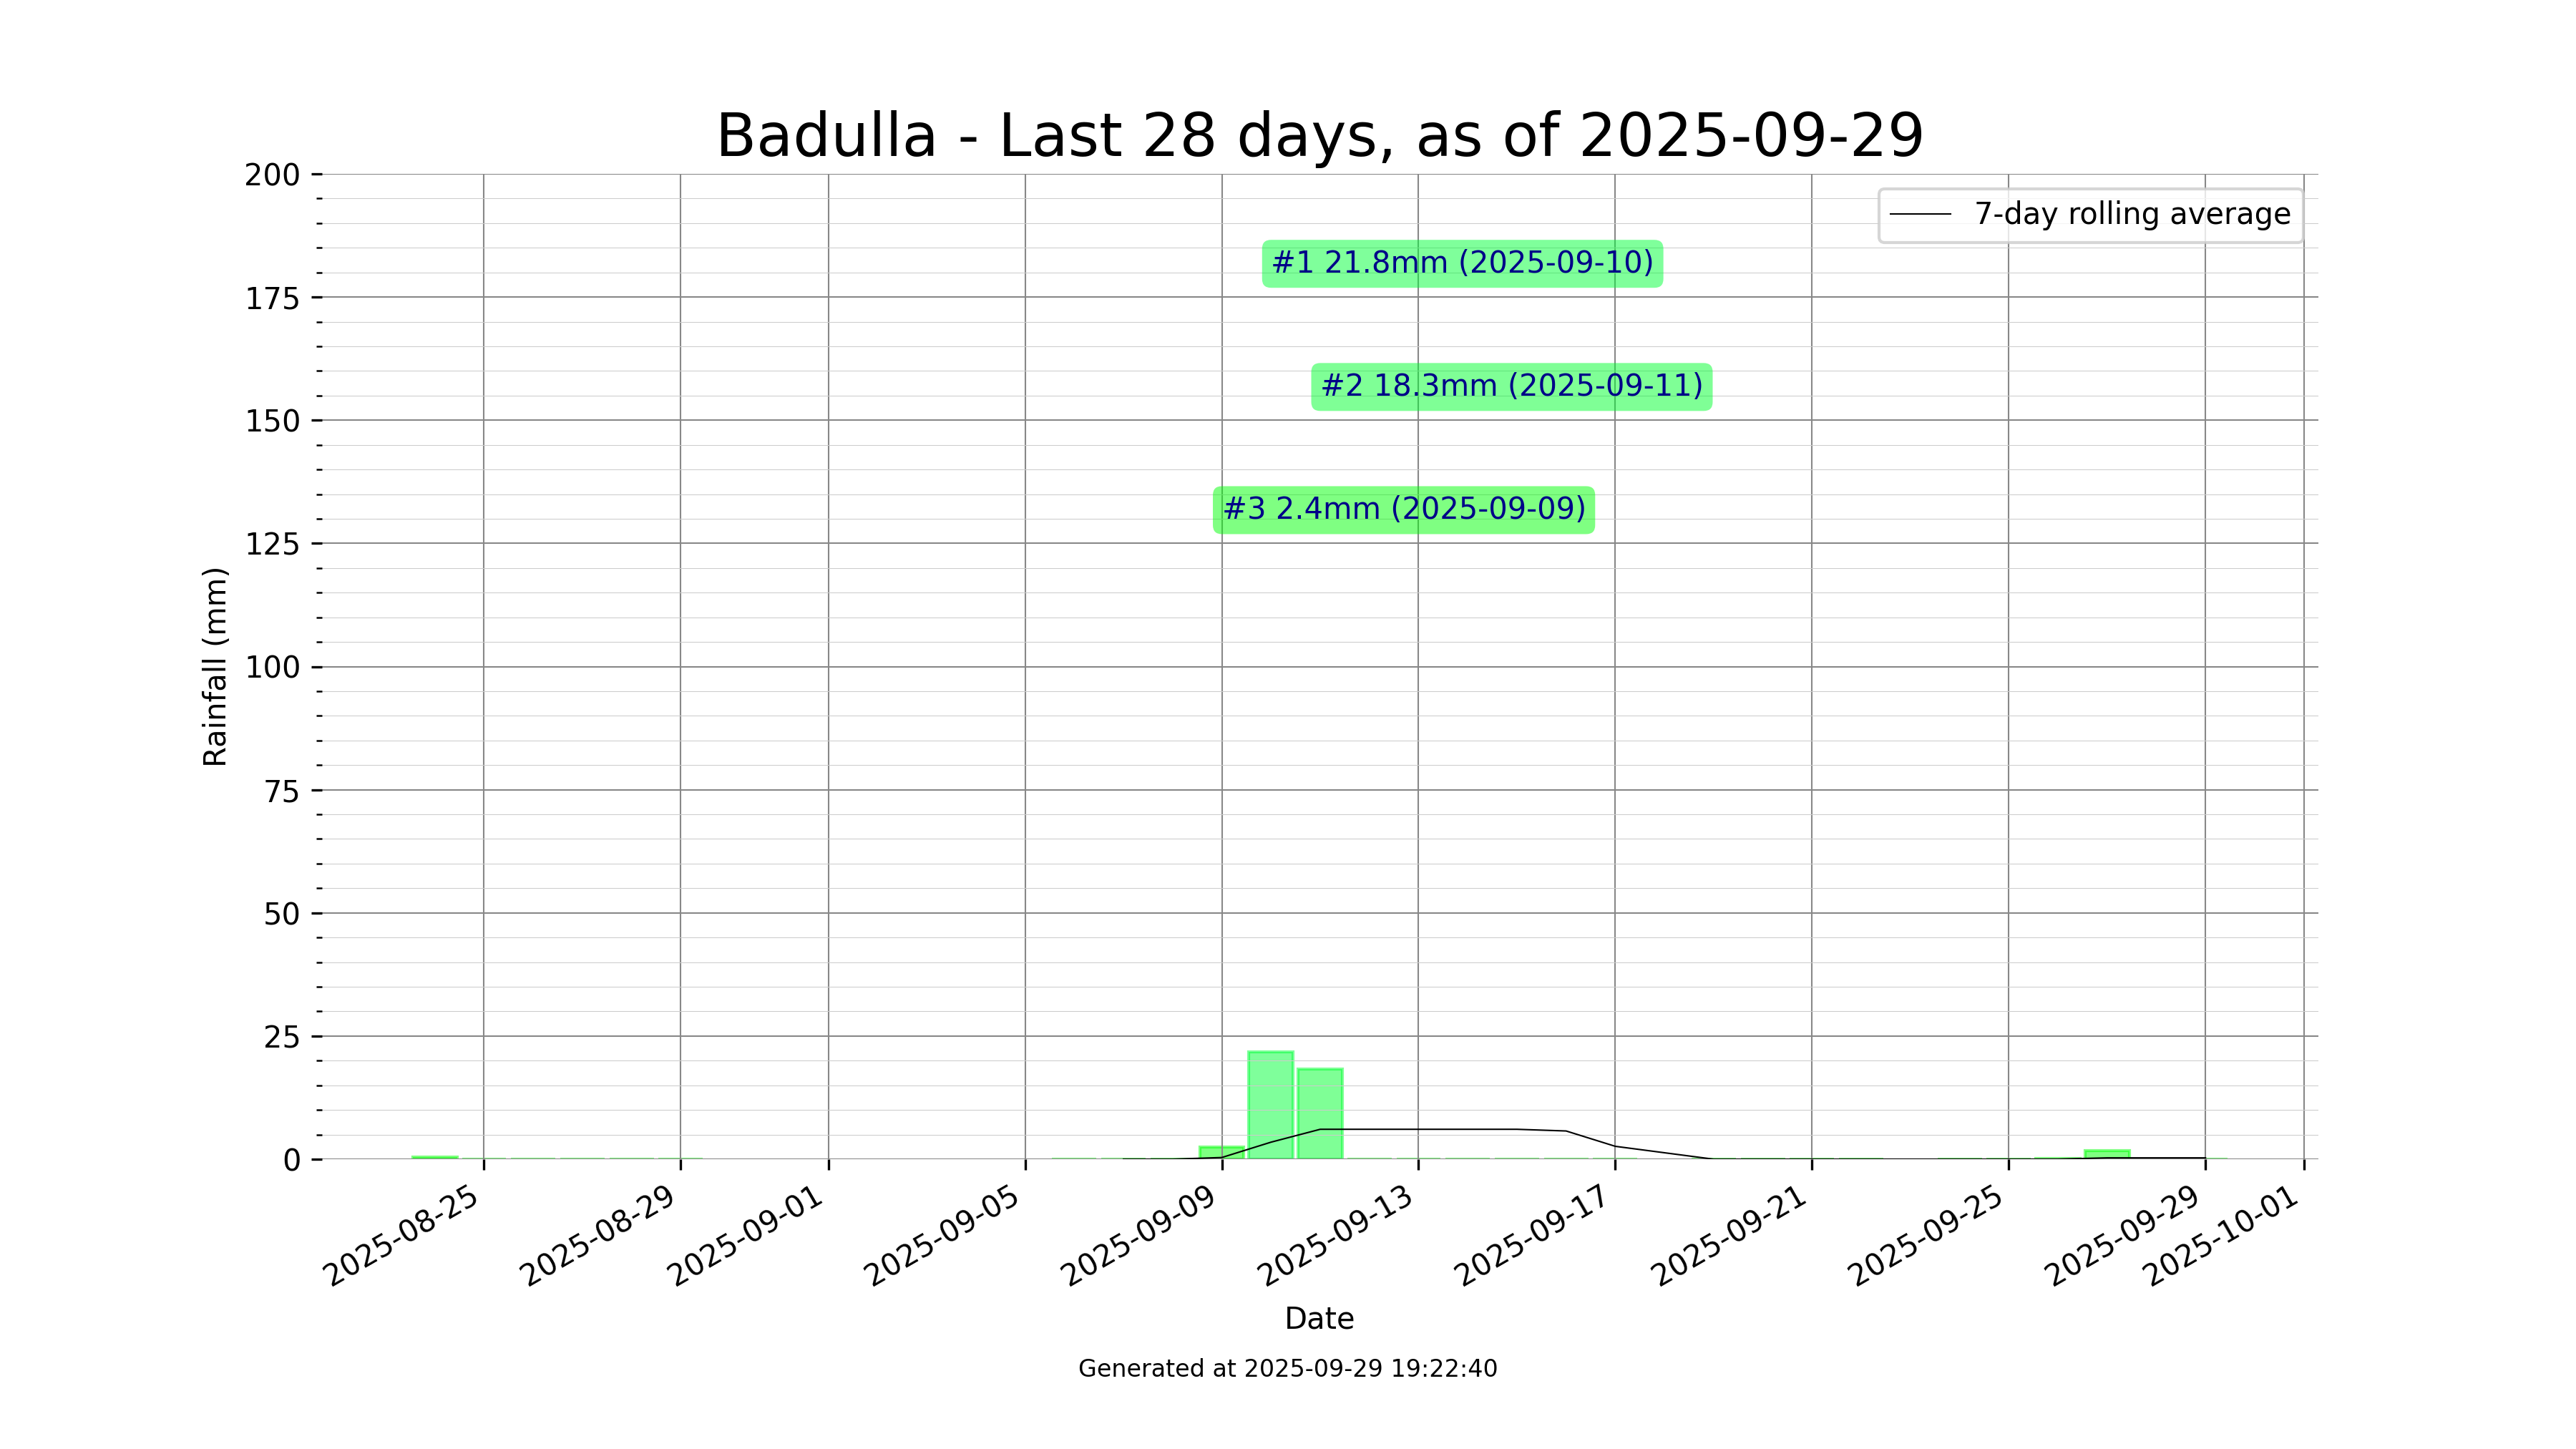 Badulla - Last 28 days, as of 2025-09-29
7-day rolling average
#1 21.8mm (2025-09-10)
#2 18.3mm (2025-09-11)
#3 2.4mm (2025-09-09)
Rainfall (mm)
200
175
150
125
100
75
50
25
0
2025-08-25
2025-08-29
2025-09-01
2025-09-05
2025-09-09
2025-09-13
2025-09-17
2025-09-21
2025-09-25
2025-09-29
2025-10-01
Date
Generated at 2025-09-29 19:22:40